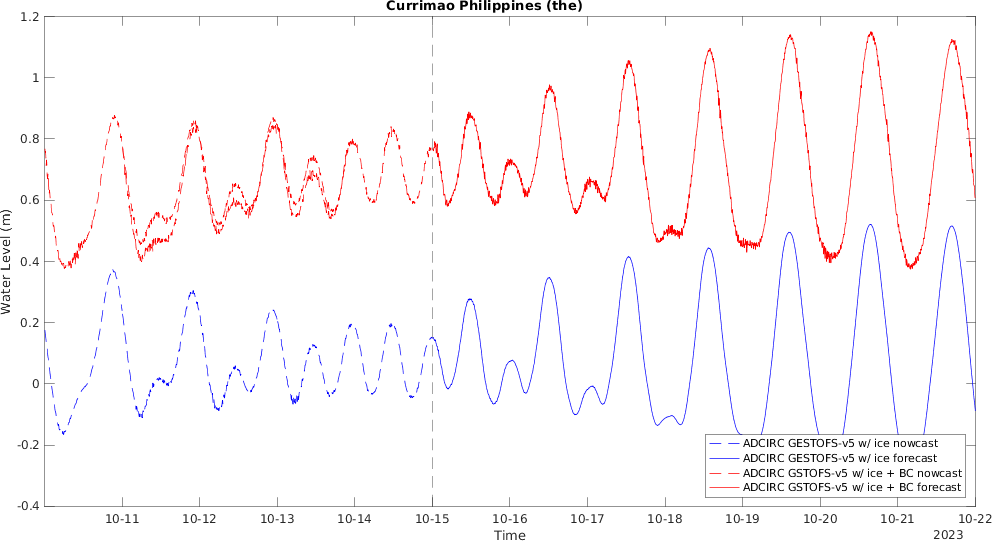 Currimao Philippines (the)
1.2
1
0.8
0.6
0.4
0.2
0
-0.2
-0.4
Water Level (m)
ADCIRC GESTOFS-v5 w/ ice nowcast
ADCIRC GESTOFS-v5 w/ ice forecast
ADCIRC GSTOFS-v5 w/ ice + BC nowcast
ADCIRC GSTOFS-v5 w/ ice + BC forecast
10-11 10-12 10-13 10-14 10-15 10-16 10-17 10-18 10-19 10-20 10-21 10-22
Time
2023